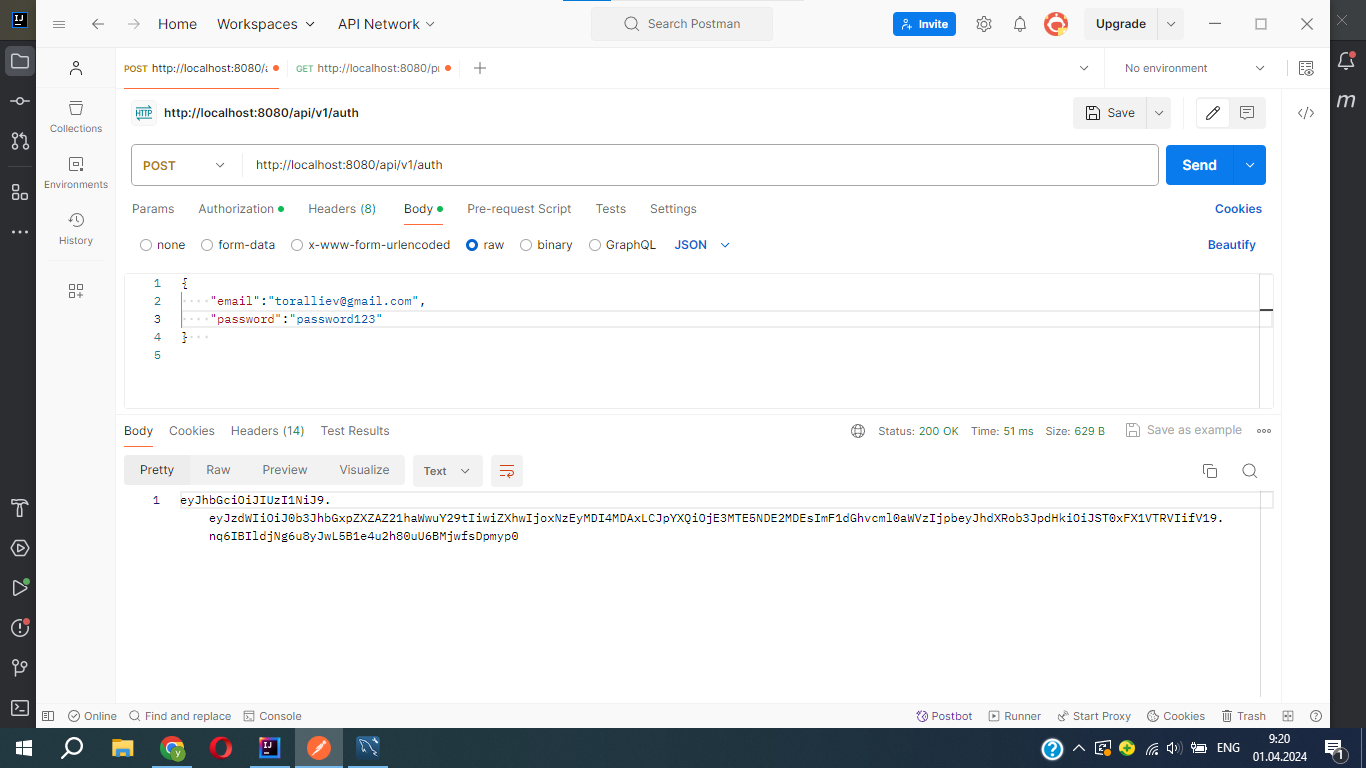 Home
Workspaces
API Network
Search Postman
Invite
Upgrade
POST http://localhost:8080/a
GET http://localhost:8080/pr
No environment
HTTP
http://localhost:8080/api/v1/auth
Save
Collections
Environments
History
POST
http://localhost:8080/api/v1/auth
Send
Params
Authorization
Headers (8)
Body
Pre-request Script
Tests
Settings
Cookies
none
form-data
x-www-form-urlencoded
raw
binary
GraphQL
JSON
Beautify
1 {
2 "email":"toralliev@gmail.com",
3 "password":"password123"
4 }
5
Body
Cookies
Headers (14)
Test Results
Status: 200 OK
Time: 51 ms
Size: 629 B
Save as example
Pretty
Raw
Preview
Visualize
Text
1 eyJhbGciOiJIUzI1NiJ9.
eyJzdWIiOiJ0b3JhbGxpZXZAZ21haWwuY29tIiwiZXhwIjoxNzEyMDI4MDAxLCJpYXQiOjE3MTE5NDE2MDEsImF1dGhvcml0aWVzIjpbeyJhdXRob3JpdHkiOiJST0xFX1VTRVIifV19.
nq6IBIldjNg6u8yJwL5B1e4u2h80uU6BMjwfsDpmyp0
Online
Find and replace
Console
Postbot
Runner
Start Proxy
Cookies
Trash
ENG
9:20
01.04.2024
1
IJ
m